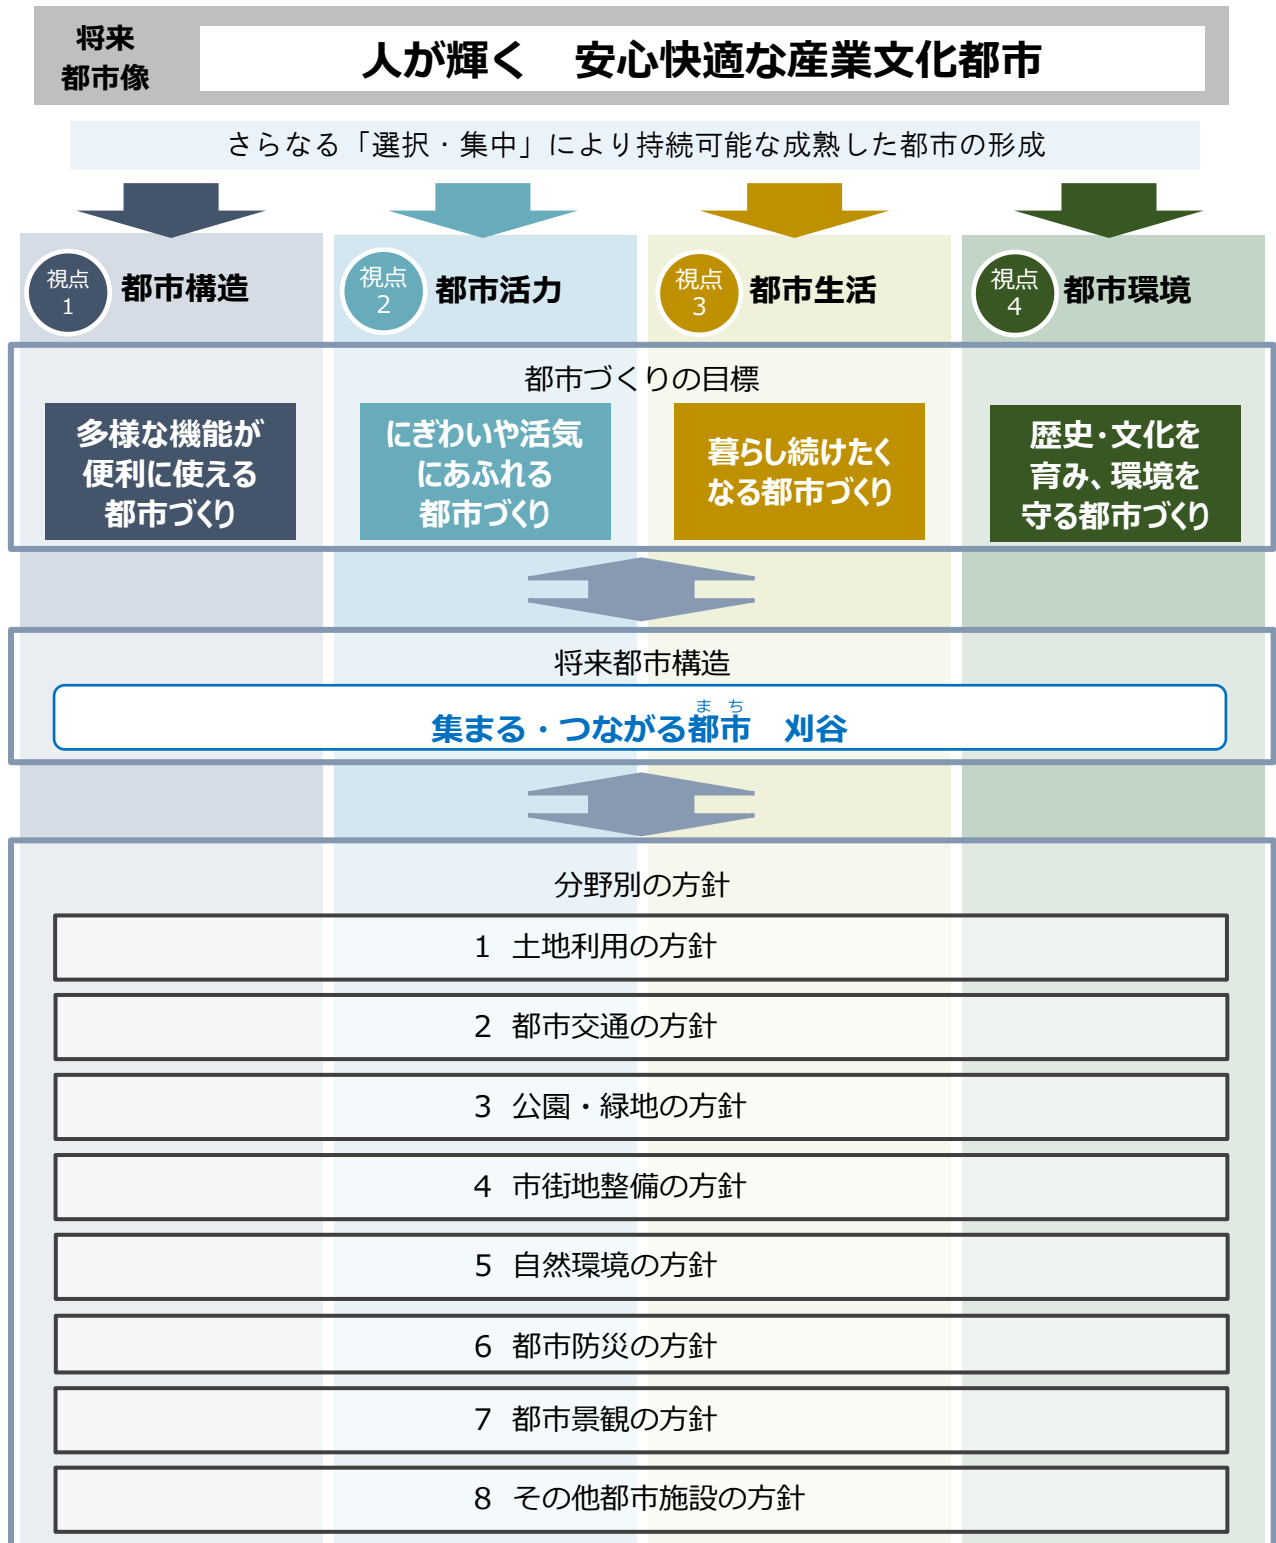 将来
都市像
人が輝く　安心快適な産業文化都市
さらなる「選択・集中」により持続可能な成熟した都市の形成
視点
1
都市構造
視点
2
都市活力
視点
3
都市生活
視点
4
都市環境
都市づくりの目標
多様な機能が
便利に使える
都市づくり
にぎわいや活気
にあふれる
都市づくり
暮らし続けたく
なる都市づくり
歴史・文化を
育み、環境を
守る都市づくり
将来都市構造
まち
集まる・つながる都市　刈谷
分野別の方針
1 土地利用の方針
2 都市交通の方針
3 公園・緑地の方針
4 市街地整備の方針
5 自然環境の方針
6 都市防災の方針
7 都市景観の方針
8 その他都市施設の方針